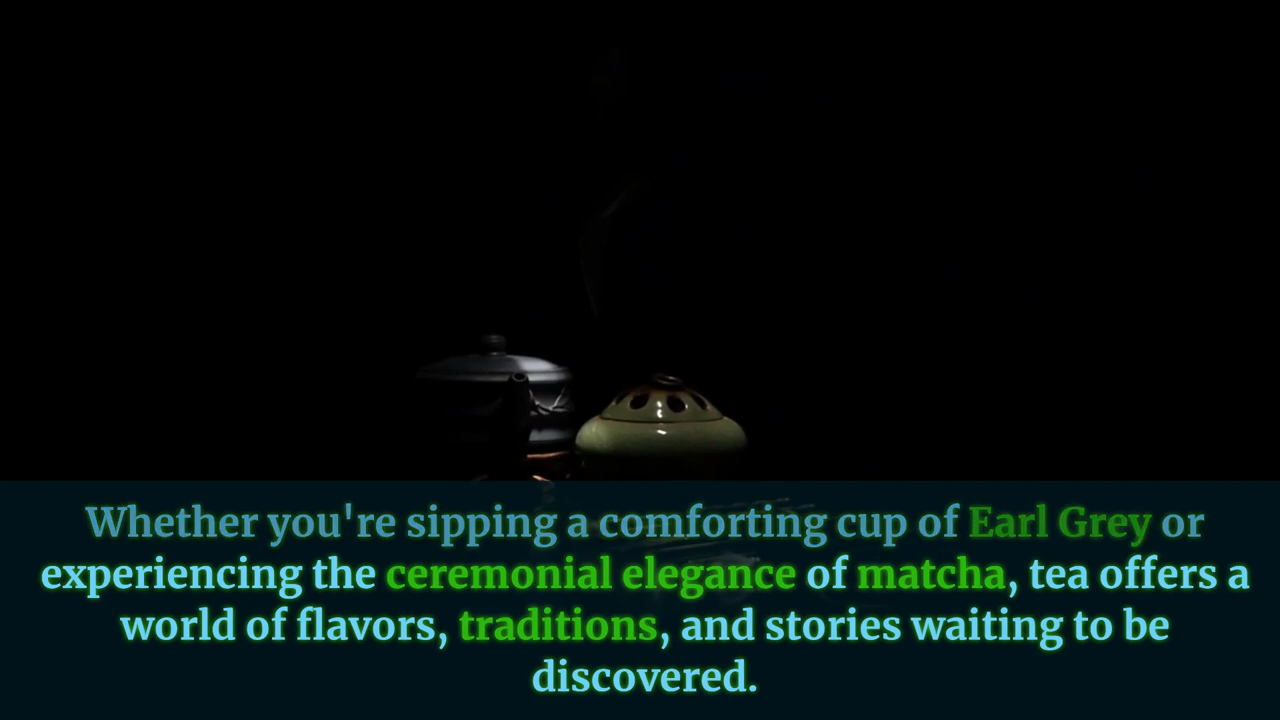 Whether you're sipping a comforting cup of Earl Grey or
experiencing the ceremonial elegance of matcha, tea offers a
world of flavors, traditions, and stories waiting to be
discovered.